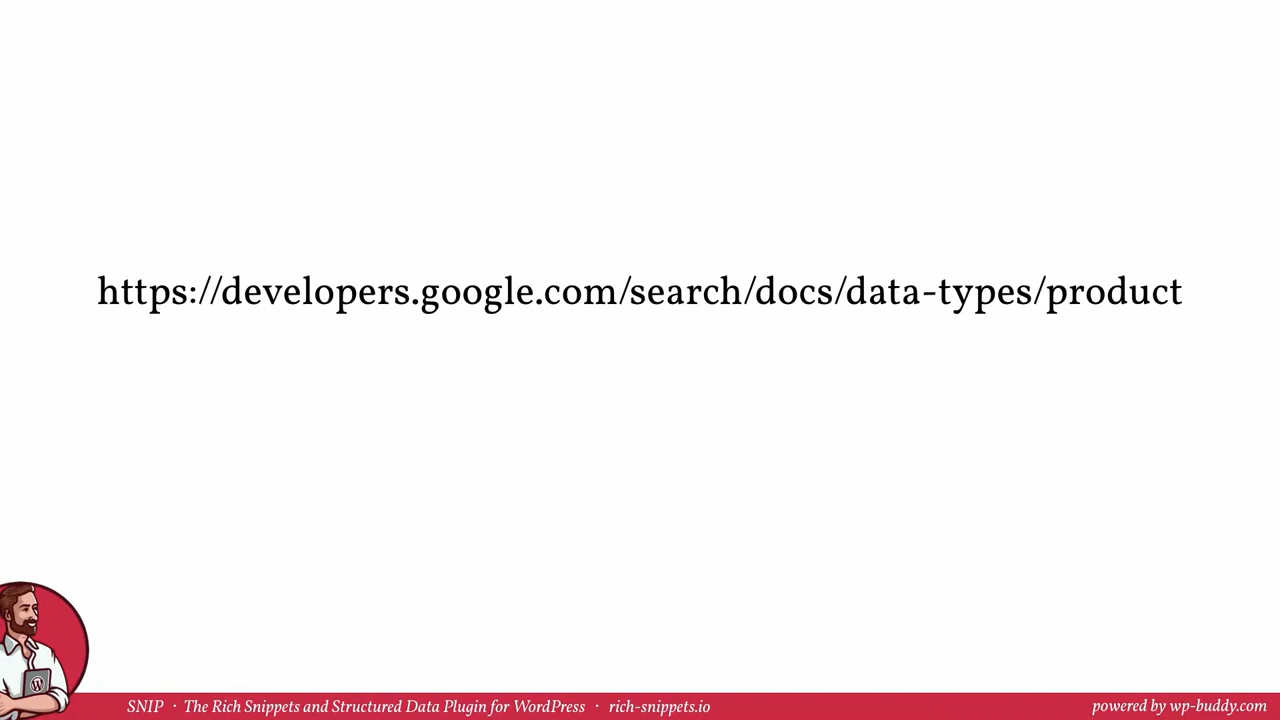 https://developers.google.com/search/docs/data-types/product
SNIP · The Rich Snippets and Structured Data Plugin for WordPress · rich-snippets.io
powered by wp-buddy.com